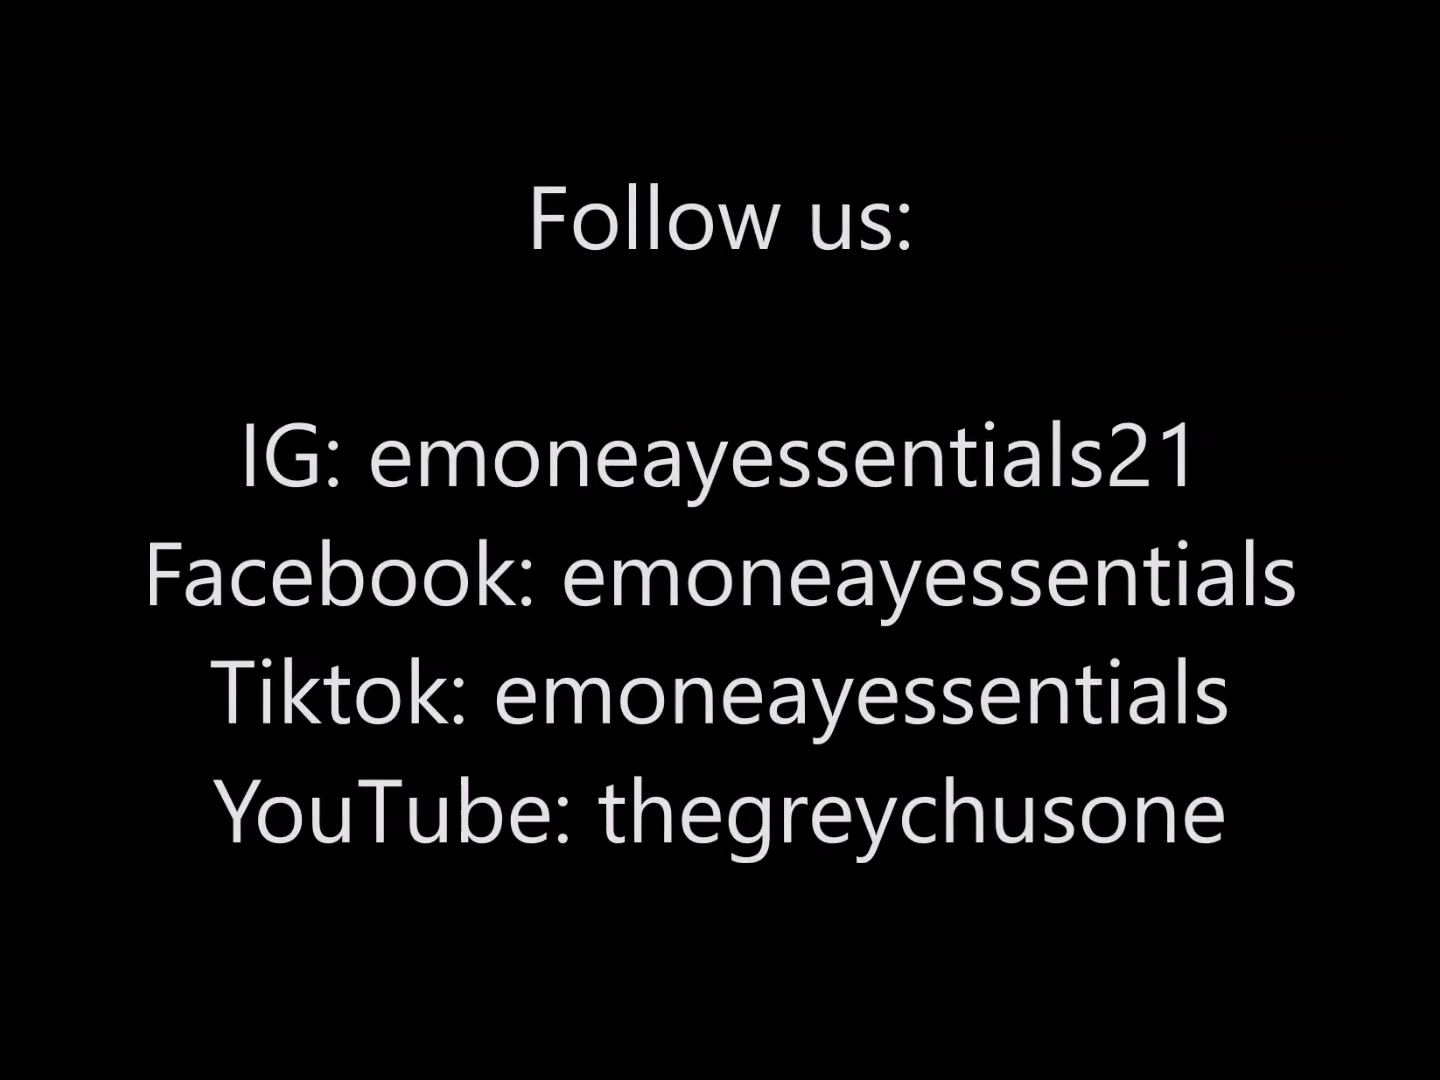 Follow us:
IG: emoneayessentials21
Facebook: emoneayessentials
Tiktok: emoneayessentials
YouTube: thegreychusone